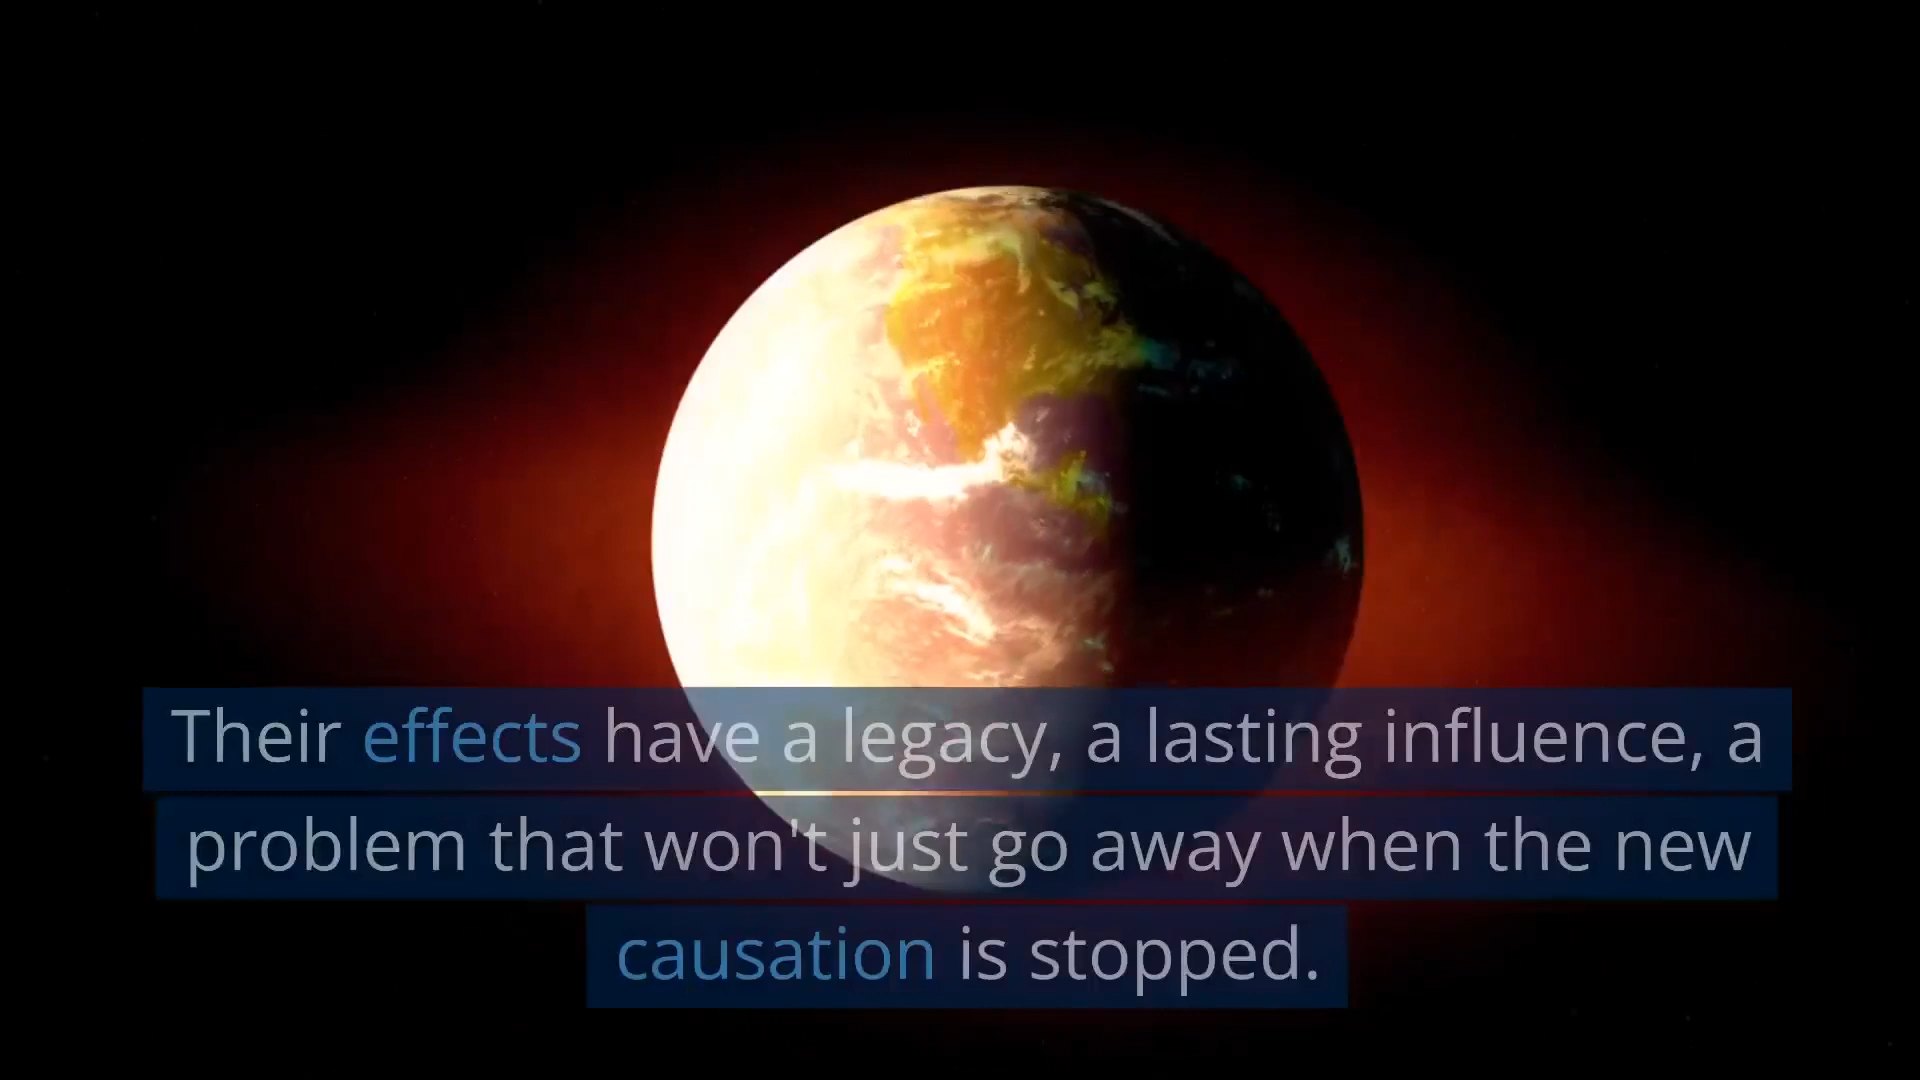 Their effects have a legacy, a lasting influence, a
problem that won't just go away when the new
causation is stopped.